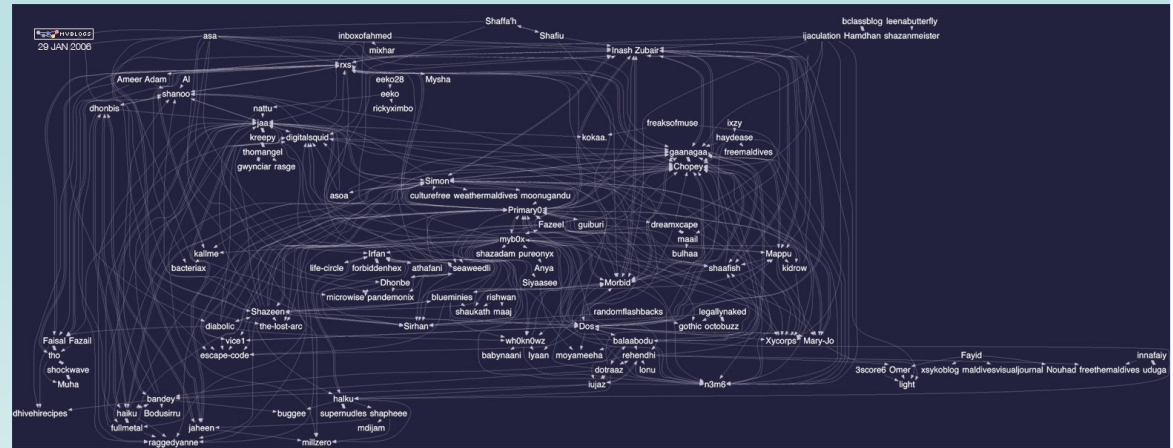 Shaffa'h
bclassblog leenabutterfly
MVBLOGS
asa
inboxofahmed
Shafiu
ijaculation Hamdhan shazanmeister
29 JAN 2006
mixhar
Inash Zubair
rxs
Ameer Adam
Al
eeko28
Mysha
shanoo
eeko
dhonbis
nattu
rickyximbo
jaa
freaksofmuse
ixzy
kreepy
digitalsquid
kokaa.
haydease
thomangel
gaanagaa
freemaldives
gwynciar rasge
Chopey
Simon
asoa
culturefree weathermaldives moonugandu
Primary0
Fazeel
guiburi
dreamxcape
myb0x
maail
kallme
Irfan
shazadam pureonyx
bulhaa
Mappu
bacteriax
life-circle
forbiddenhex
athafani
seaweedli
Anya
shaafish
kidrow
Dhonbe
Siyaasee
Morbid
microwise pandemonix
blueminies
rishwan
Shazeen
shaukath maaj
randomflashbacks
legallynaked
diabolic
the-lost-arc
Sirhan
Dos
gothic octobuzz
Faisal Fazail
vice1
wh0kn0wz
balaabodu
Xycorps
Mary-Jo
tho
escape-code
babynaani
Iyaan
moyameeha
rehendhi
Fayid
innafaiy
shockwave
dotraaz
lonu
3score6 Omer
xsykoblog maldivesvisualjournal Nouhad freethemaldives uduga
Muha
iujaz
n3m6
light
bandey
halku
dhivehirecipes
haiku
Bodusirru
buggee
supernudles shapheee
fullmetal
jaheen
mdijam
raggedyanne
millzero